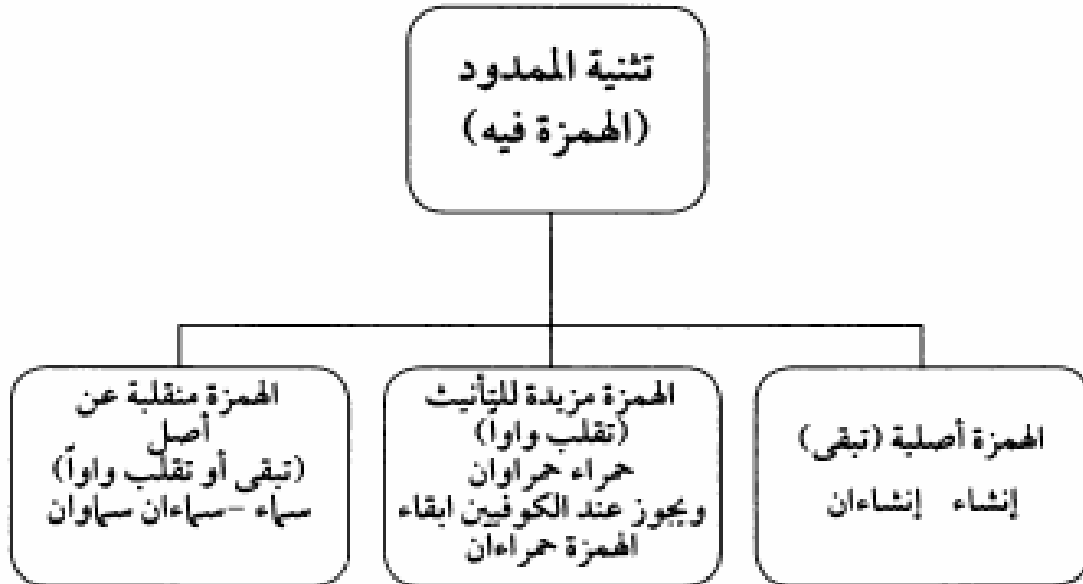 تثنية الممدود
(الهمزة فيه)
الهمزة أصلية (تبقى)
إنشاء إنشاءان
الهمزة مزيدة للتأنيث
(تقلب واواً)
حمراء حمراوان
ويجوز عند الكوفيين ابقاء
الهمزة حمراءان
الهمزة منقلبة عن
أصل
(تبقى أو تقلب واواً)
سماء –سماءان سماوان